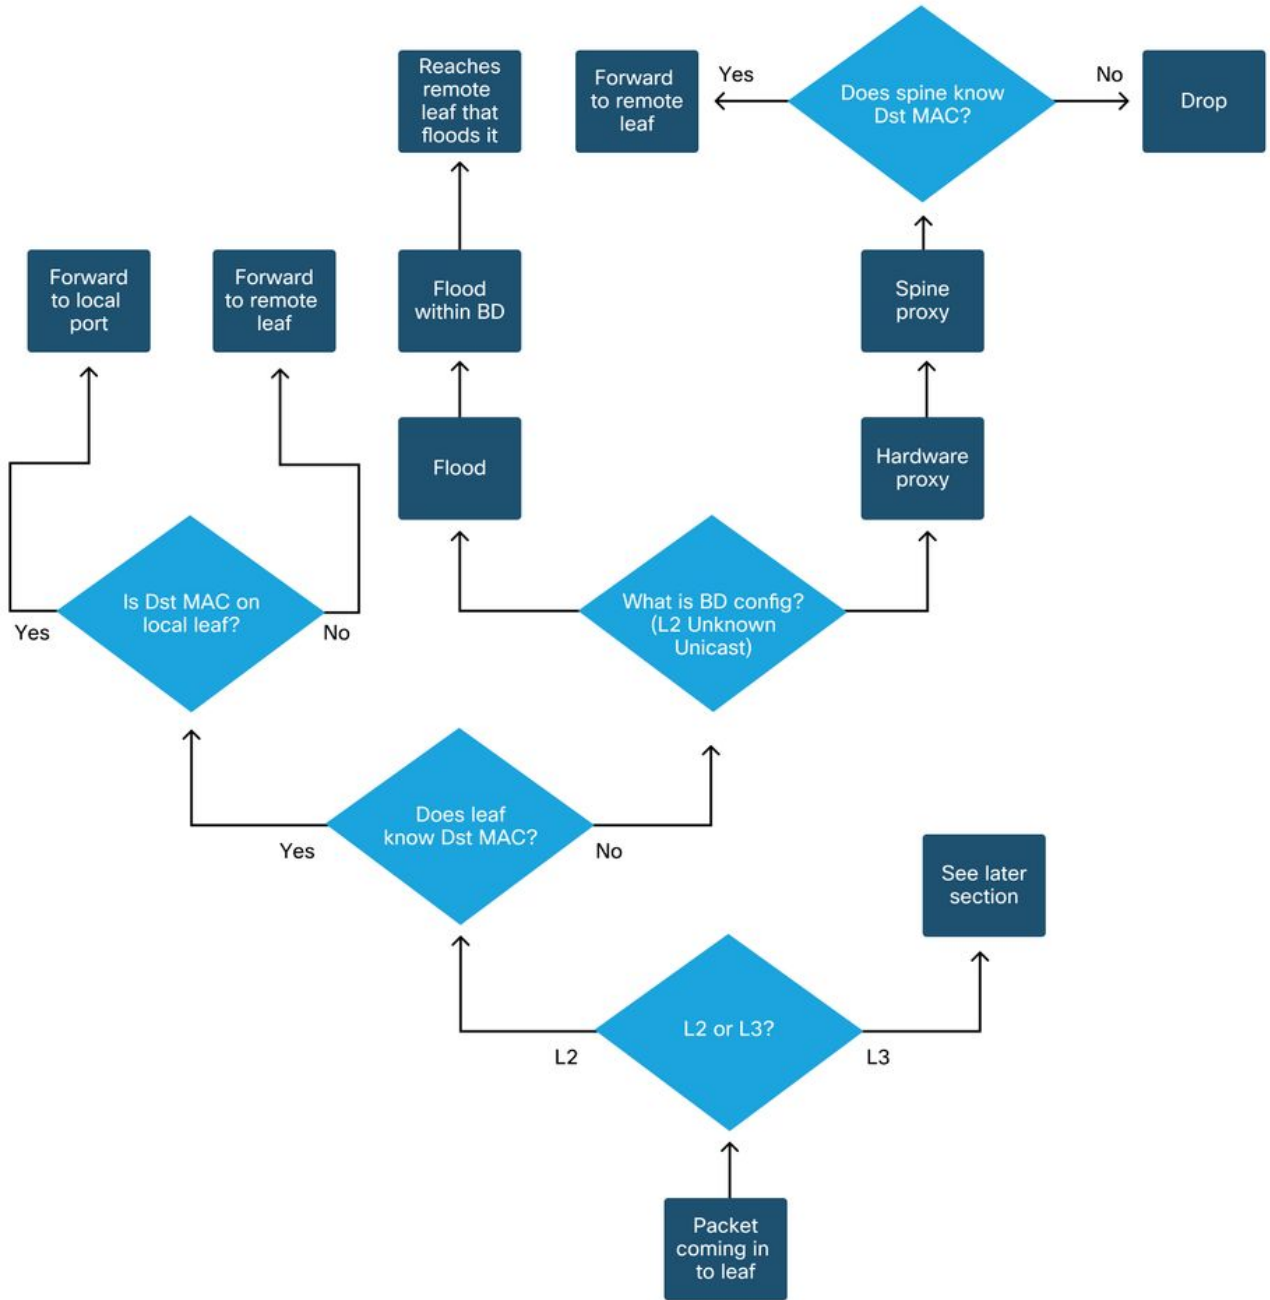 Reaches
remote
leaf that
floods it
Forward
to remote
leaf
Yes
Does spine know
Dst MAC?
No
Drop
Forward
to local
port
Forward
to remote
leaf
Flood
within BD
Spine
proxy
Flood
Hardware
proxy
Is Dst MAC on
local leaf?
Yes
No
What is BD config?
(L2 Unknown
Unicast)
Does leaf
know Dst MAC?
Yes
No
See later
section
L2 or L3?
L2
L3
Packet
coming in
to leaf